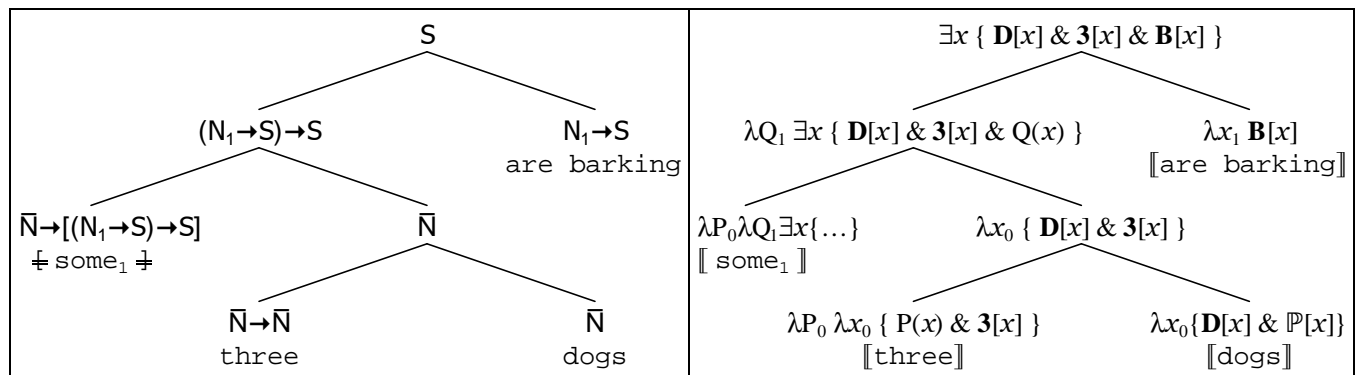 S
∃x { D[x] & 3[x] & B[x] }
(N₁→S)→S
N₁→S
λQ₁ ∃x { D[x] & 3[x] & Q(x) }
λx₁ B[x]
are barking
⟦are barking⟧
N̄→[(N₁→S)→S]
N̄
λP₀λQ₁∃x{…}
λx₀ { D[x] & 3[x] }
[ some₁ ]
⟦ some₁ ⟧
N̄→N̄
N̄
λP₀ λx₀ { P(x) & 3[x] }
λx₀{D[x] & ℙ[x]}
three
dogs
⟦three⟧
⟦dogs⟧